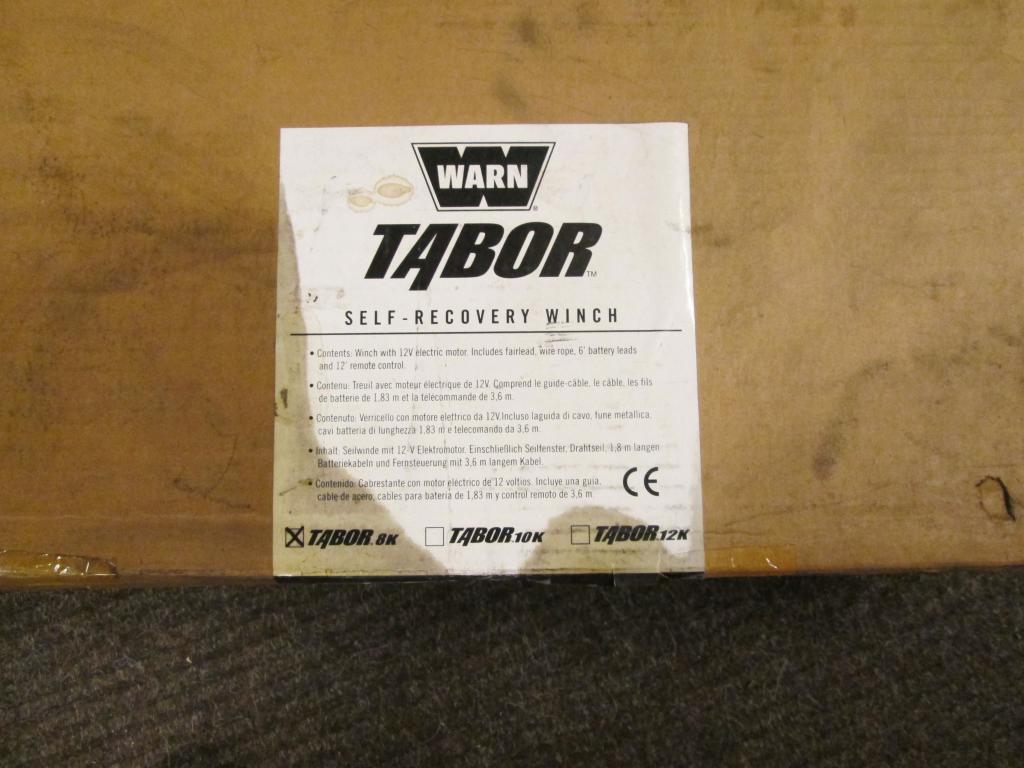 WARN
TABOR™
SELF-RECOVERY WINCH
• Contents: Winch with 12V electric motor. Includes fairlead, wire rope, 6' battery leads
and 12' remote control.
• Contenu: Treuil avec moteur électrique de 12V. Comprend le guide-câble, le câble, les fils
de batterie de 1,83 m et la télécommande de 3,6 m.
• Contenuto: Verricello con motore elettrico da 12V.Incluso laguida di cavo, fune metallica,
cavi batteria di lunghezza 1,83 m e telecomando da 3,6 m.
• Inhalt: Seilwinde mit 12-V Elektromotor. Einschließlich Seilfenster, Drahtseil, 1,8 m langen
Batteriekabeln und Fernsteuerung mit 3,6 m langem Kabel.
• Contenido: Cabrestante con motor electrico de 12 voltios. Incluye una guia,
cable de acero, cables para bateria de 1,83 m y control remoto de 3,6 m.
CE
TABOR 8K TABOR 10K TABOR 12K